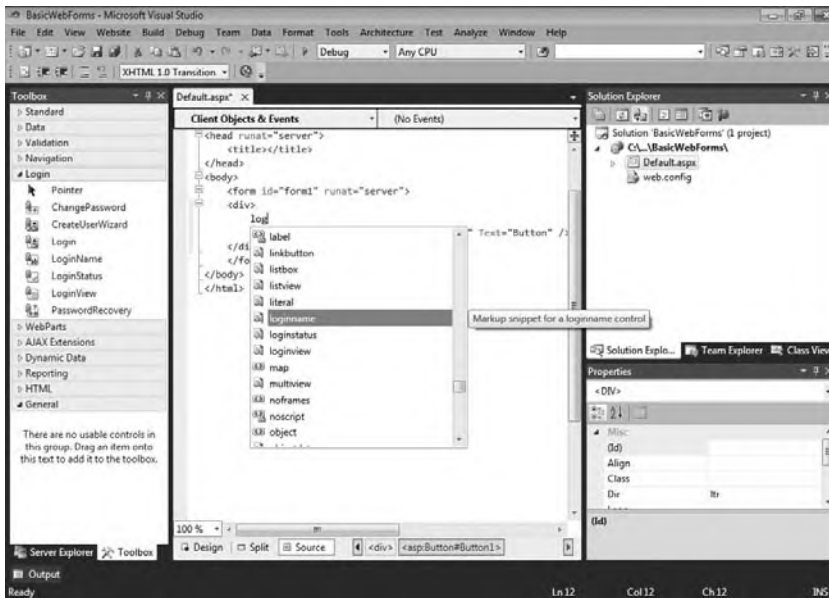 BasicWebForms - Microsoft Visual Studio
File Edit View Website Build Debug Team Data Format Tools Architecture Test Analyze Window Help
Debug Any CPU
XHTML 1.0 Transition
Toolbox
Standard
Data
Validation
Navigation
Login
Pointer
ChangePassword
CreateUserWizard
Login
LoginName
LoginStatus
LoginView
PasswordRecovery
WebParts
AJAX Extensions
Dynamic Data
Reporting
HTML
General
There are no usable controls in
this group. Drag an item onto
this text to add it to the toolbox.
Server Explorer Toolbox
Default.aspx*
Client Objects & Events (No Events)
<head runat="server">
<title></title>
</head>
<body>
<form id="form1" runat="server">
<div>
log
" Text="Button" />
</di
</fo
</body>
</html>
label
linkbutton
listbox
listview
literal
loginname
loginstatus
loginview
map
multiview
noframes
noscript
object
Markup snippet for a loginname control
100 %
Design Split Source <div> <asp:Button#Button1>
Solution Explorer
Solution 'BasicWebForms' (1 project)
C:\...\BasicWebForms\
Default.aspx
web.config
Solution Explo... Team Explorer Class View
Properties
<DIV>
Misc
(Id)
Align
Class
Dir ltr
(Id)
Output
Ready Ln 12 Col 12 Ch 12 INS